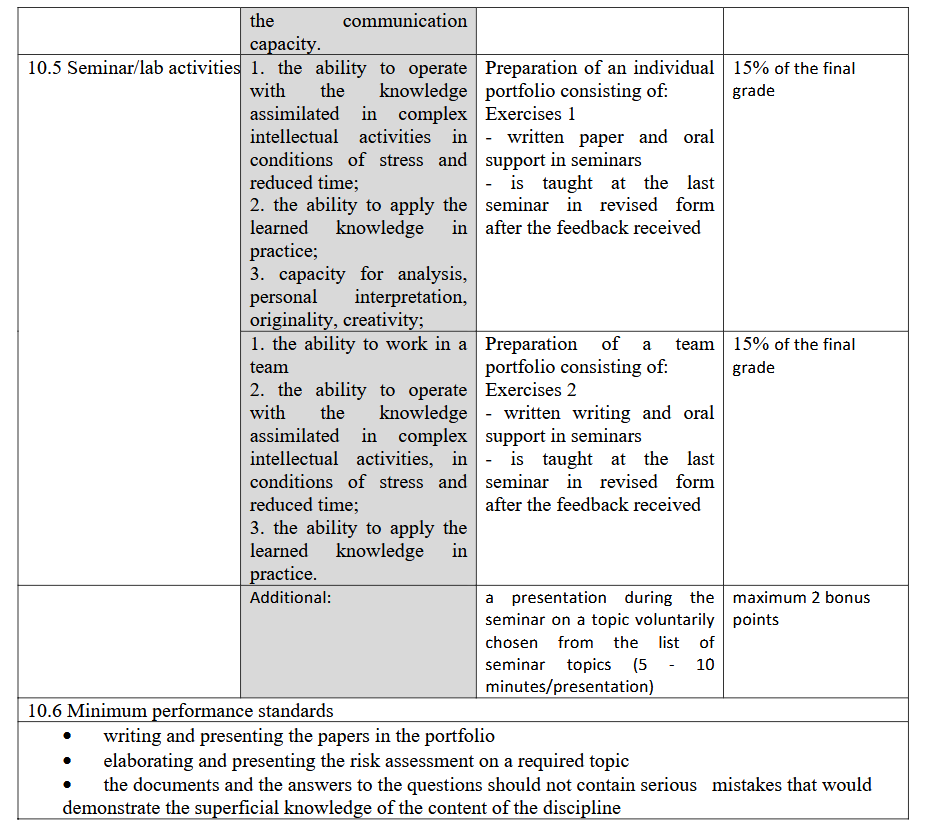 the communication
capacity.
10.5 Seminar/lab activities
1. the ability to operate
with the knowledge
assimilated in complex
intellectual activities in
conditions of stress and
reduced time;
2. the ability to apply the
learned knowledge in
practice;
3. capacity for analysis,
personal interpretation,
originality, creativity;
Preparation of an individual
portfolio consisting of:
Exercises 1
- written paper and oral
support in seminars
- is taught at the last
seminar in revised form
after the feedback received
15% of the final
grade
1. the ability to work in a
team
2. the ability to operate
with the knowledge
assimilated in complex
intellectual activities, in
conditions of stress and
reduced time;
3. the ability to apply the
learned knowledge in
practice.
Preparation of a team
portfolio consisting of:
Exercises 2
- written writing and oral
support in seminars
- is taught at the last
seminar in revised form
after the feedback received
15% of the final
grade
Additional:
a presentation during the
seminar on a topic voluntarily
chosen from the list of
seminar topics (5 - 10
minutes/presentation)
maximum 2 bonus
points
10.6 Minimum performance standards
• writing and presenting the papers in the portfolio
• elaborating and presenting the risk assessment on a required topic
• the documents and the answers to the questions should not contain serious mistakes that would
demonstrate the superficial knowledge of the content of the discipline